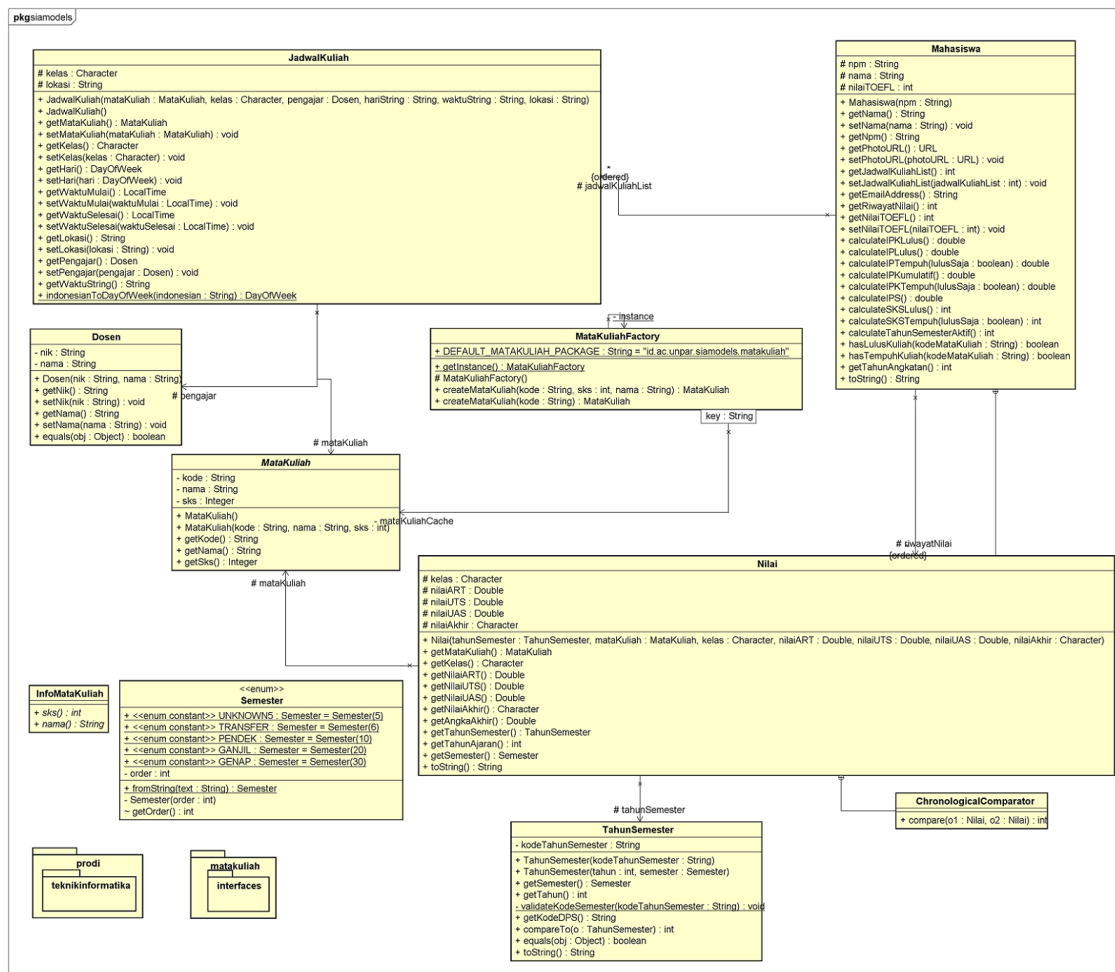 pkg siamodels
JadwalKuliah
# kelas : Character
# lokasi : String
+ JadwalKuliah(mataKuliah : MataKuliah, kelas : Character, pengajar : Dosen, hariString : String, waktuString : String, lokasi : String)
+ JadwalKuliah()
+ getMataKuliah() : MataKuliah
+ setMataKuliah(mataKuliah : MataKuliah) : void
+ getKelas() : Character
+ setKelas(kelas : Character) : void
+ getHari() : DayOfWeek
+ setHari(hari : DayOfWeek) : void
+ getWaktuMulai() : LocalTime
+ setWaktuMulai(waktuMulai : LocalTime) : void
+ getWaktuSelesai() : LocalTime
+ setWaktuSelesai(waktuSelesai : LocalTime) : void
+ getLokasi() : String
+ setLokasi(lokasi : String) : void
+ getPengajar() : Dosen
+ setPengajar(pengajar : Dosen) : void
+ getWaktuString() : String
+ indonesianToDayOfWeek(indonesian : String) : DayOfWeek
*
{ordered}
# jadwalKuliahList
Mahasiswa
# npm : String
# nama : String
# nilaiTOEFL : int
+ Mahasiswa(npm : String)
+ getNama() : String
+ setNama(nama : String) : void
+ getNpm() : String
+ getPhotoURL() : URL
+ setPhotoURL(photoURL : URL) : void
+ getJadwalKuliahList() : int
+ setJadwalKuliahList(jadwalKuliahList : int) : void
+ getEmailAddress() : String
+ getRiwayatNilai() : int
+ getNilaiTOEFL() : int
+ setNilaiTOEFL(nilaiTOEFL : int) : void
+ calculateIPKLulus() : double
+ calculateIPLulus() : double
+ calculateIPTempuh(lulusSaja : boolean) : double
+ calculateIPKumulatif() : double
+ calculateIPKTempuh(lulusSaja : boolean) : double
+ calculateIPS() : double
+ calculateSKSLulus() : int
+ calculateSKSTempuh(lulusSaja : boolean) : int
+ calculateTahunSemesterAktif() : int
+ hasLulusKuliah(kodeMataKuliah : String) : boolean
+ hasTempuhKuliah(kodeMataKuliah : String) : boolean
+ getTahunAngkatan() : int
+ toString() : String
Dosen
- nik : String
- nama : String
+ Dosen(nik : String, nama : String)
+ getNik() : String
+ setNik(nik : String) : void
+ getNama() : String
+ setNama(nama : String) : void
+ equals(obj : Object) : boolean
# pengajar
# mataKuliah
- instance
MataKuliahFactory
+ DEFAULT_MATAKULIAH_PACKAGE : String = "id.ac.unpar.siamodels.matakuliah"
+ getInstance() : MataKuliahFactory
# MataKuliahFactory()
+ createMataKuliah(kode : String, sks : int, nama : String) : MataKuliah
+ createMataKuliah(kode : String) : MataKuliah
key : String
MataKuliah
- kode : String
- nama : String
- sks : Integer
+ MataKuliah()
+ MataKuliah(kode : String, nama : String, sks : int)
+ getKode() : String
+ getNama() : String
+ getSks() : Integer
- mataKuliahCache
# mataKuliah
# riwayatNilai
{ordered}
Nilai
# kelas : Character
# nilaiART : Double
# nilaiUTS : Double
# nilaiUAS : Double
# nilaiAkhir : Character
+ Nilai(tahunSemester : TahunSemester, mataKuliah : MataKuliah, kelas : Character, nilaiART : Double, nilaiUTS : Double, nilaiUAS : Double, nilaiAkhir : Character)
+ getMataKuliah() : MataKuliah
+ getKelas() : Character
+ getNilaiART() : Double
+ getNilaiUTS() : Double
+ getNilaiUAS() : Double
+ getNilaiAkhir() : Character
+ getAngkaAkhir() : Double
+ getTahunSemester() : TahunSemester
+ getTahunAjaran() : int
+ getSemester() : Semester
+ toString() : String
InfoMataKuliah
+ sks() : int
+ nama() : String
<<enum>>
Semester
+ <<enum constant>> UNKNOWN5 : Semester = Semester(5)
+ <<enum constant>> TRANSFER : Semester = Semester(6)
+ <<enum constant>> PENDEK : Semester = Semester(10)
+ <<enum constant>> GANJIL : Semester = Semester(20)
+ <<enum constant>> GENAP : Semester = Semester(30)
- order : int
+ fromString(text : String) : Semester
- Semester(order : int)
~ getOrder() : int
# tahunSemester
ChronologicalComparator
+ compare(o1 : Nilai, o2 : Nilai) : int
TahunSemester
- kodeTahunSemester : String
+ TahunSemester(kodeTahunSemester : String)
+ TahunSemester(tahun : int, semester : Semester)
+ getSemester() : Semester
+ getTahun() : int
- validateKodeSemester(kodeTahunSemester : String) : void
+ getKodeDPS() : String
+ compareTo(o : TahunSemester) : int
+ equals(obj : Object) : boolean
+ toString() : String
prodi
teknikinformatika
matakuliah
interfaces